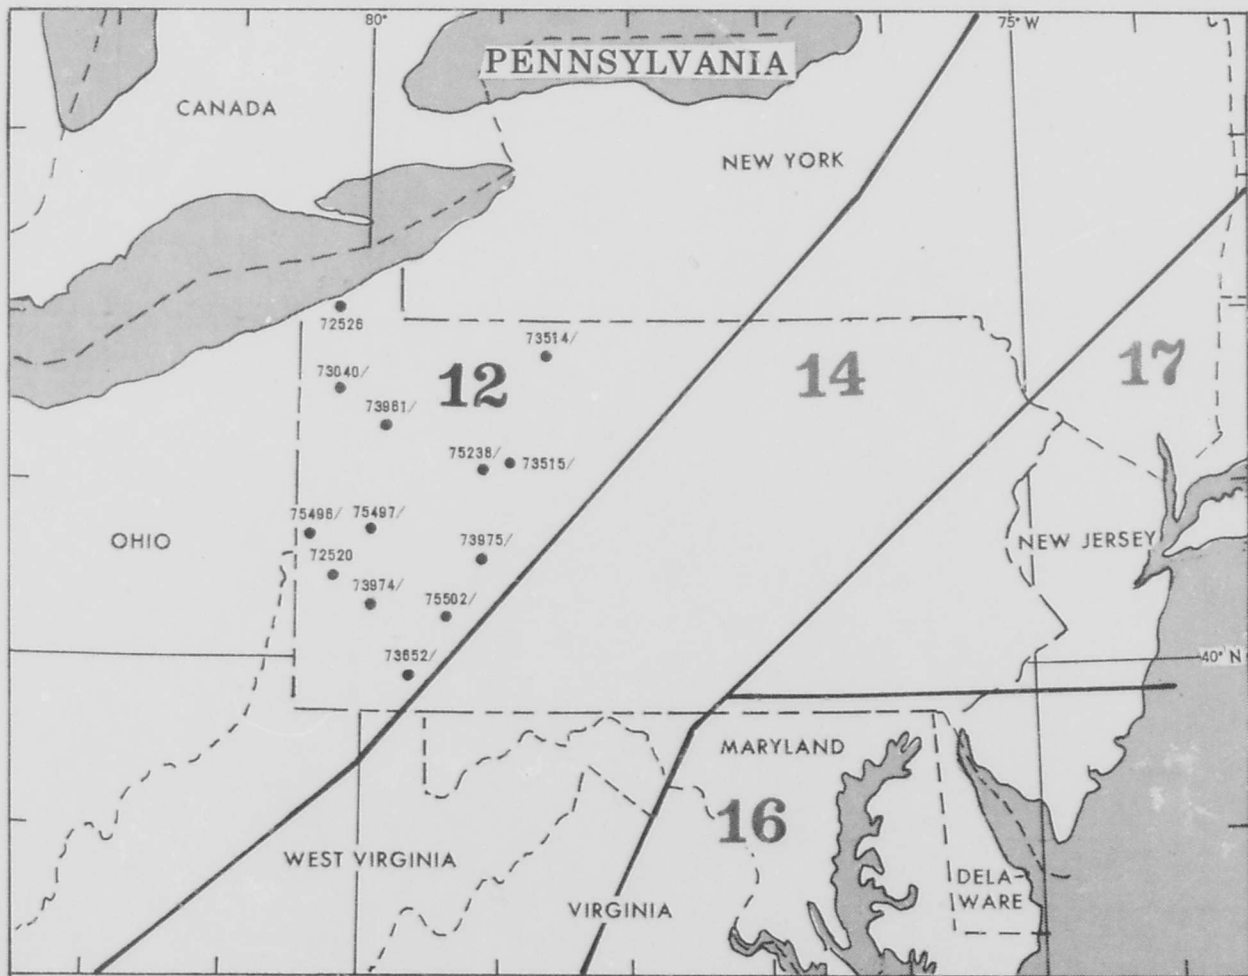 80°
75° W
PENNSYLVANIA
CANADA
NEW YORK
72526
73514/
73040/
12
14
17
73961/
75238/
73515/
75498/
75497/
OHIO
73975/
NEW JERSEY
72520
73974/
75502/
73652/
40° N
MARYLAND
16
WEST VIRGINIA
DELA-
WARE
VIRGINIA